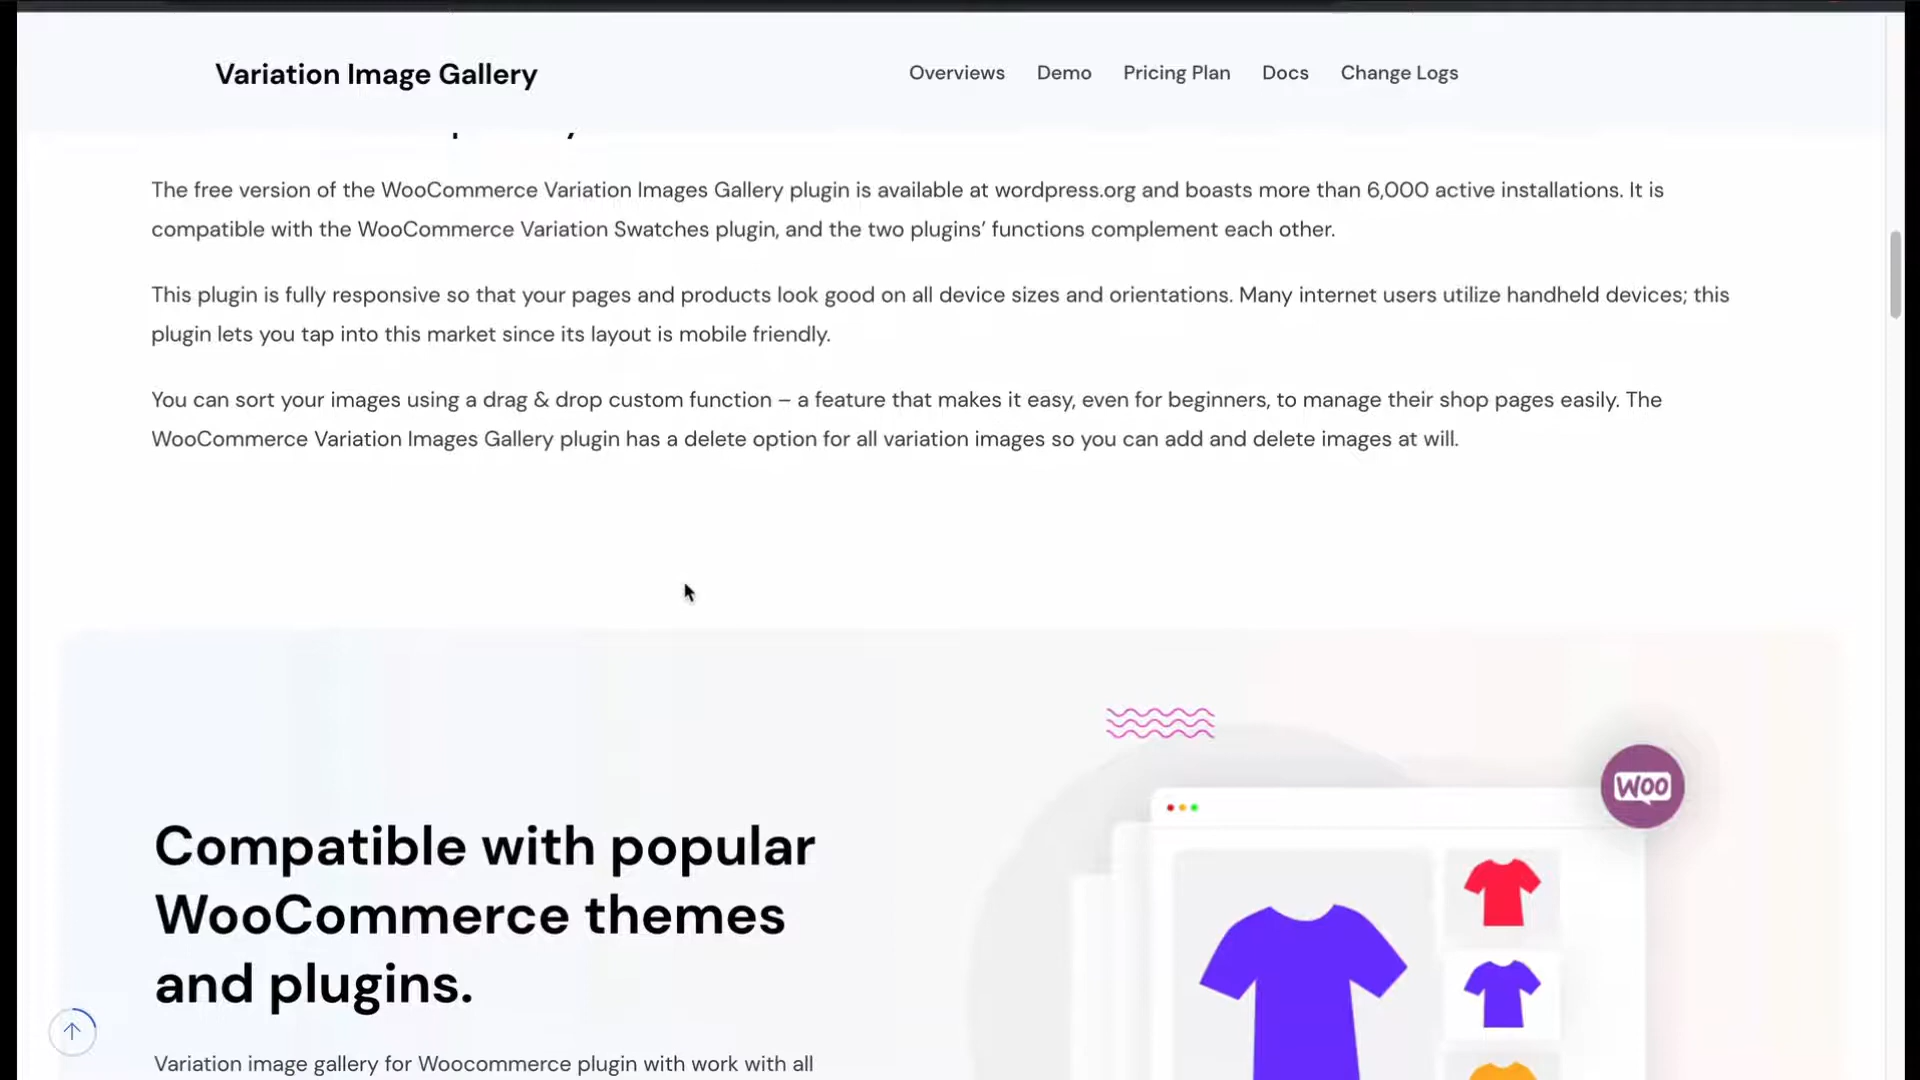 Variation Image Gallery
Overviews
Demo
Pricing Plan
Docs
Change Logs
The free version of the WooCommerce Variation Images Gallery plugin is available at wordpress.org and boasts more than 6,000 active installations. It is
compatible with the WooCommerce Variation Swatches plugin, and the two plugins’ functions complement each other.
This plugin is fully responsive so that your pages and products look good on all device sizes and orientations. Many internet users utilize handheld devices; this
plugin lets you tap into this market since its layout is mobile friendly.
You can sort your images using a drag & drop custom function – a feature that makes it easy, even for beginners, to manage their shop pages easily. The
WooCommerce Variation Images Gallery plugin has a delete option for all variation images so you can add and delete images at will.
WOO
Compatible with popular
WooCommerce themes
and plugins.
Variation image gallery for Woocommerce plugin with work with all